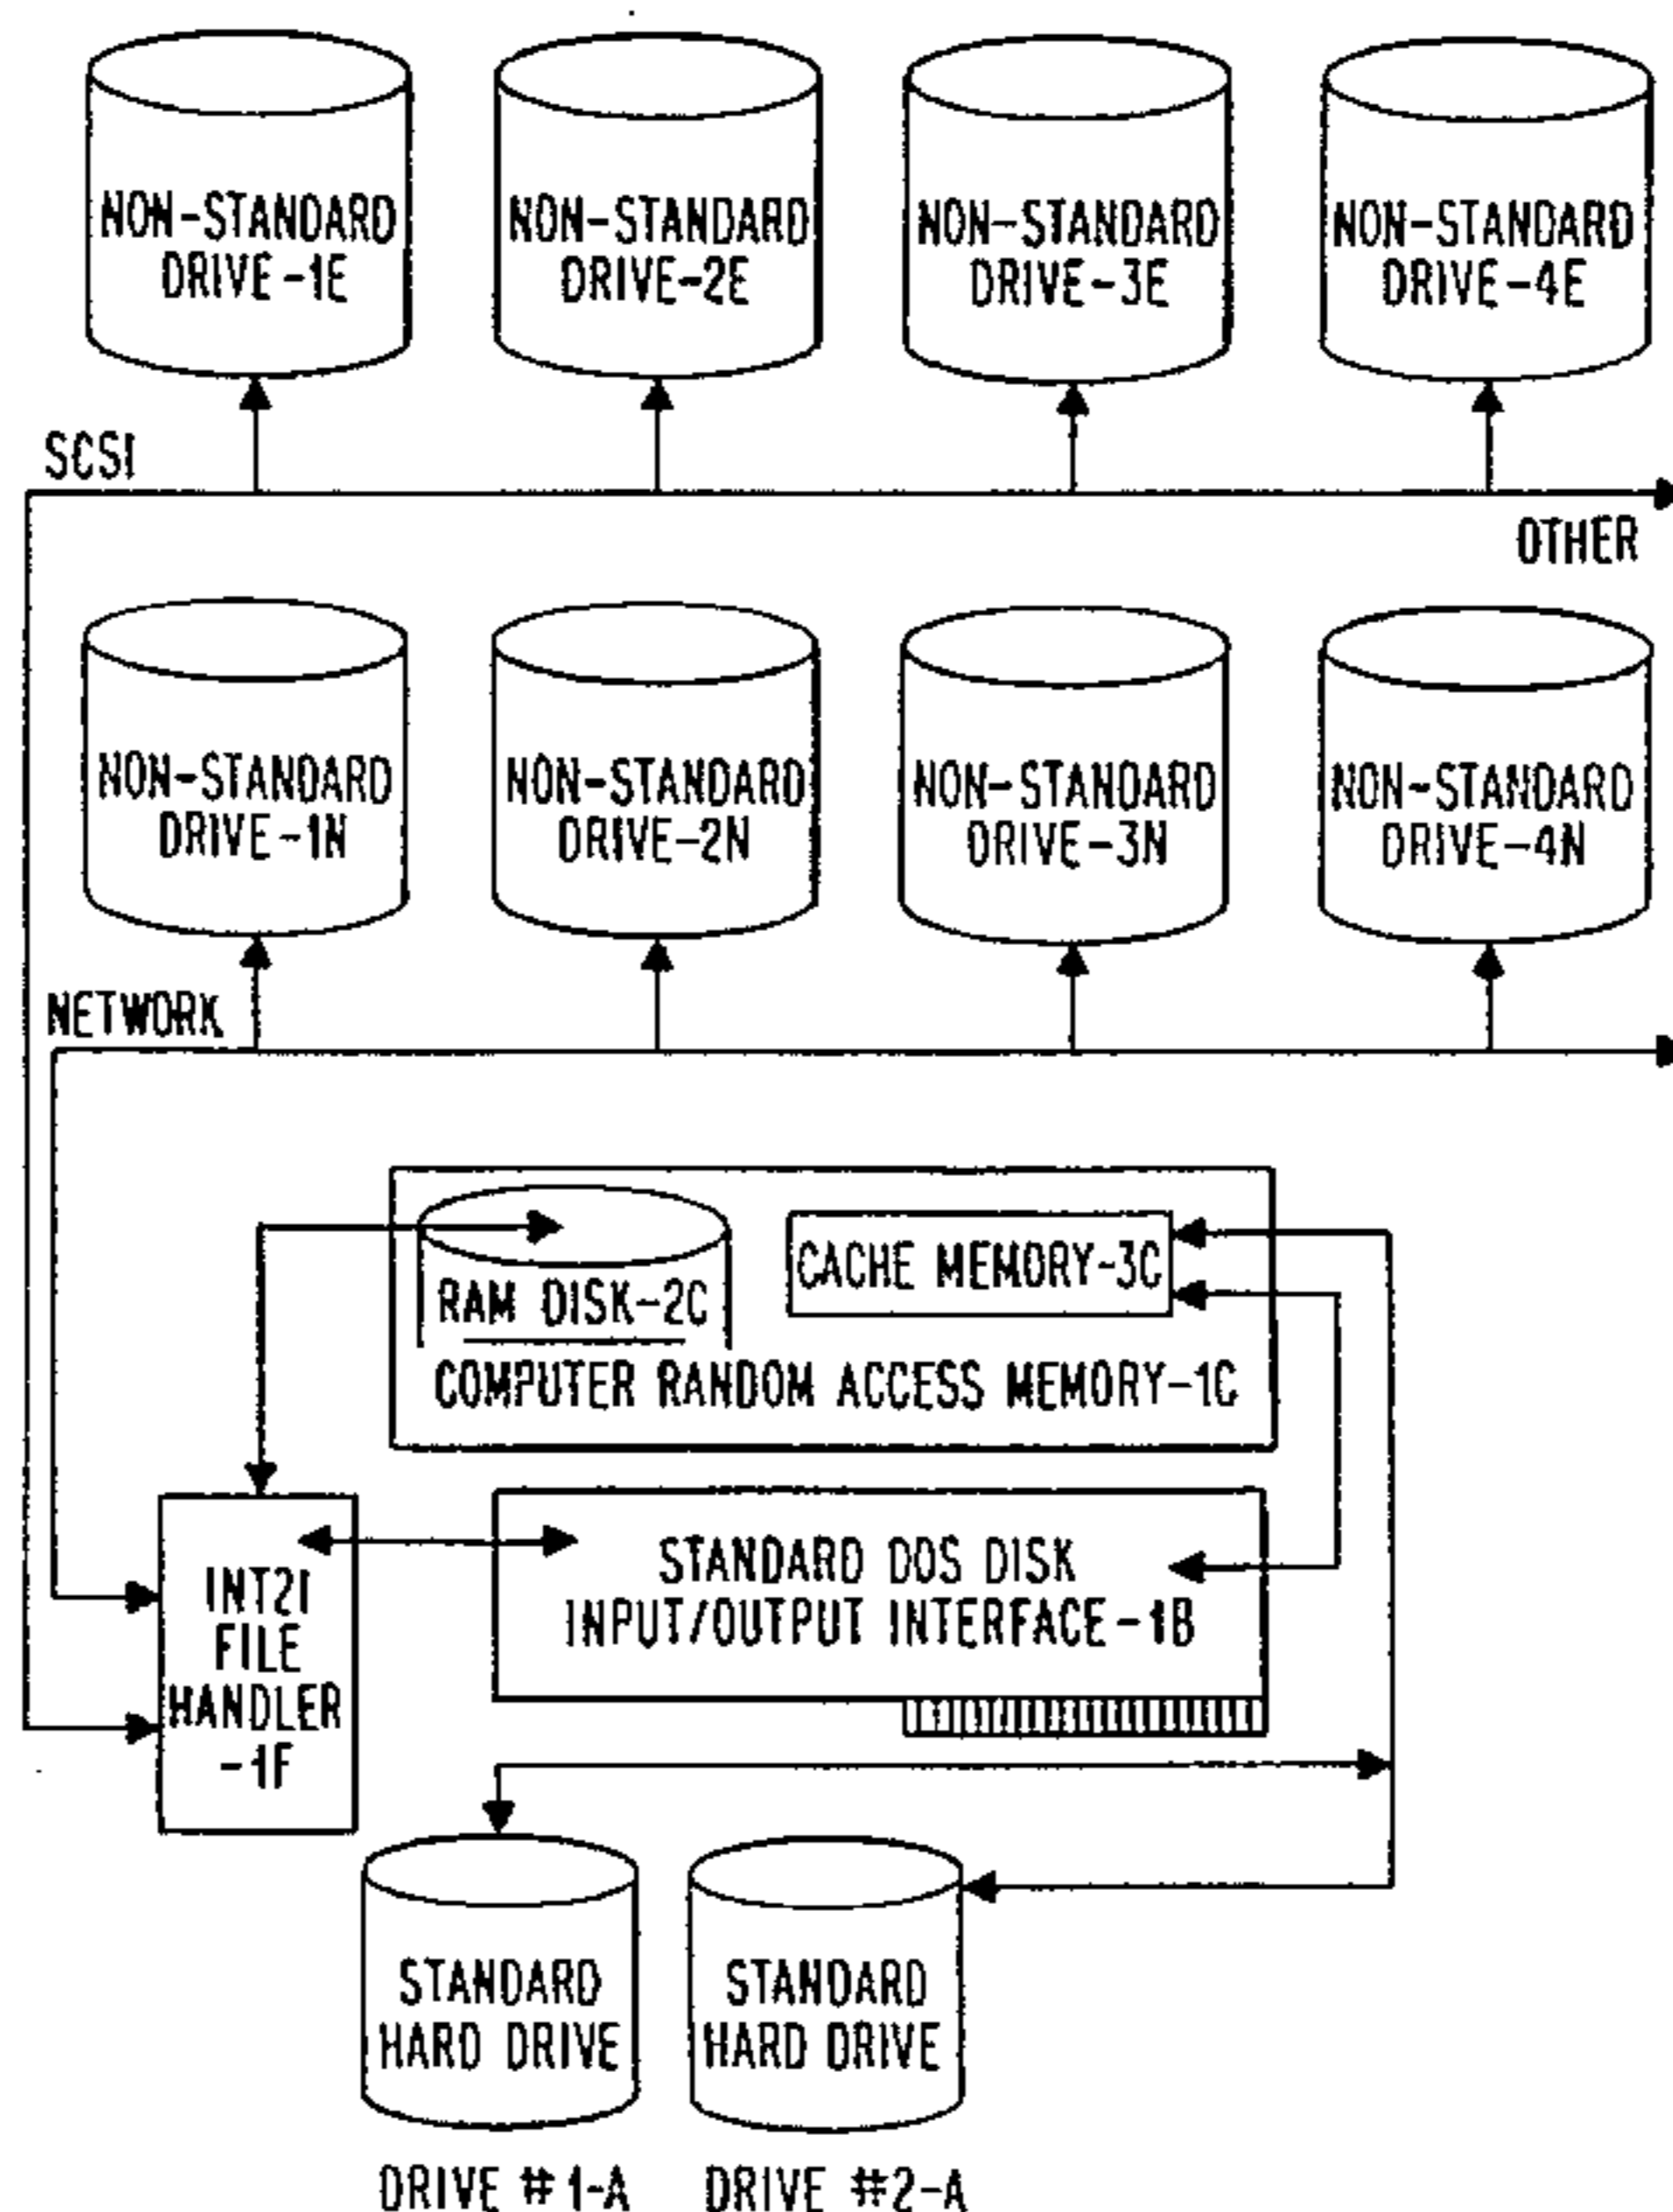 NON-STANDARD
DRIVE-1E
NON-STANDARD
DRIVE-2E
NON-STANDARD
DRIVE-3E
NON-STANDARD
DRIVE-4E
SCSI
OTHER
NON-STANDARD
DRIVE-1N
NON-STANDARD
DRIVE-2N
NON-STANDARD
DRIVE-3N
NON-STANDARD
DRIVE-4N
NETWORK
RAM DISK-2C
CACHE MEMORY-3C
COMPUTER RANDOM ACCESS MEMORY-1C
INT21
FILE
HANDLER
-1F
STANDARD DOS DISK
INPUT/OUTPUT INTERFACE-1B
STANDARD
HARD DRIVE
STANDARD
HARD DRIVE
DRIVE #1-A
DRIVE #2-A